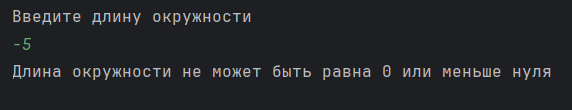 Введите длину окружности
-5
Длина окружности не может быть равна 0 или меньше нуля